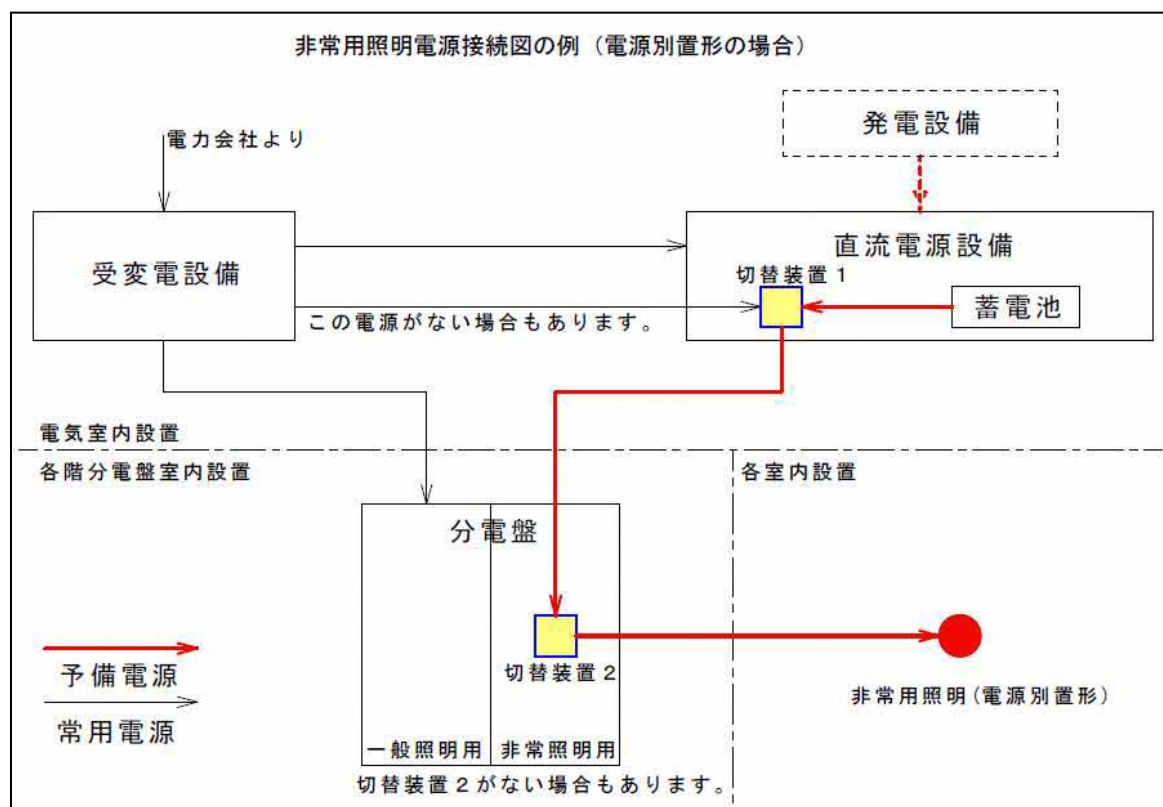 非常用照明電源接続図の例（電源別置形の場合）
発電設備
電力会社より
受変電設備
直流電源設備
切替装置１
蓄電池
この電源がない場合もあります。
電気室内設置
各階分電盤室内設置
各室内設置
分電盤
切替装置２
予備電源
常用電源
非常用照明(電源別置形)
一般照明用
非常照明用
切替装置２がない場合もあります。